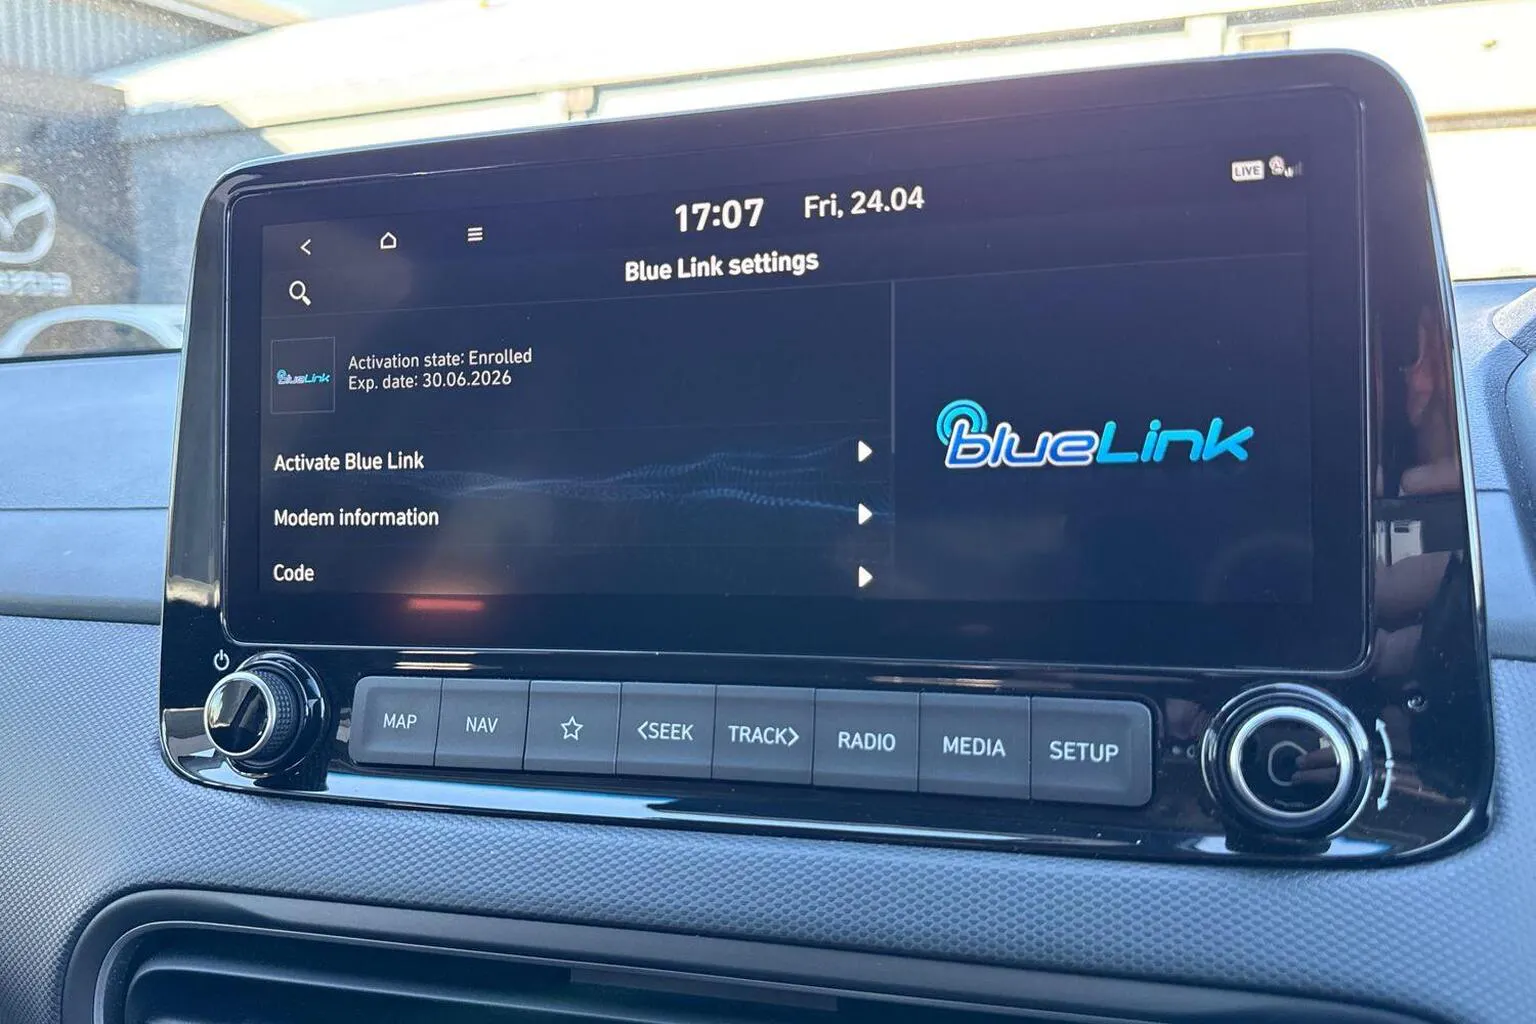 LIVE
17:07 Fri, 24.04
Blue Link settings
blueLink
Activation state: Enrolled
Exp. date: 30.06.2026
blueLink
Activate Blue Link
Modem information
Code
MAP
NAV
<SEEK
TRACK>
RADIO
MEDIA
SETUP